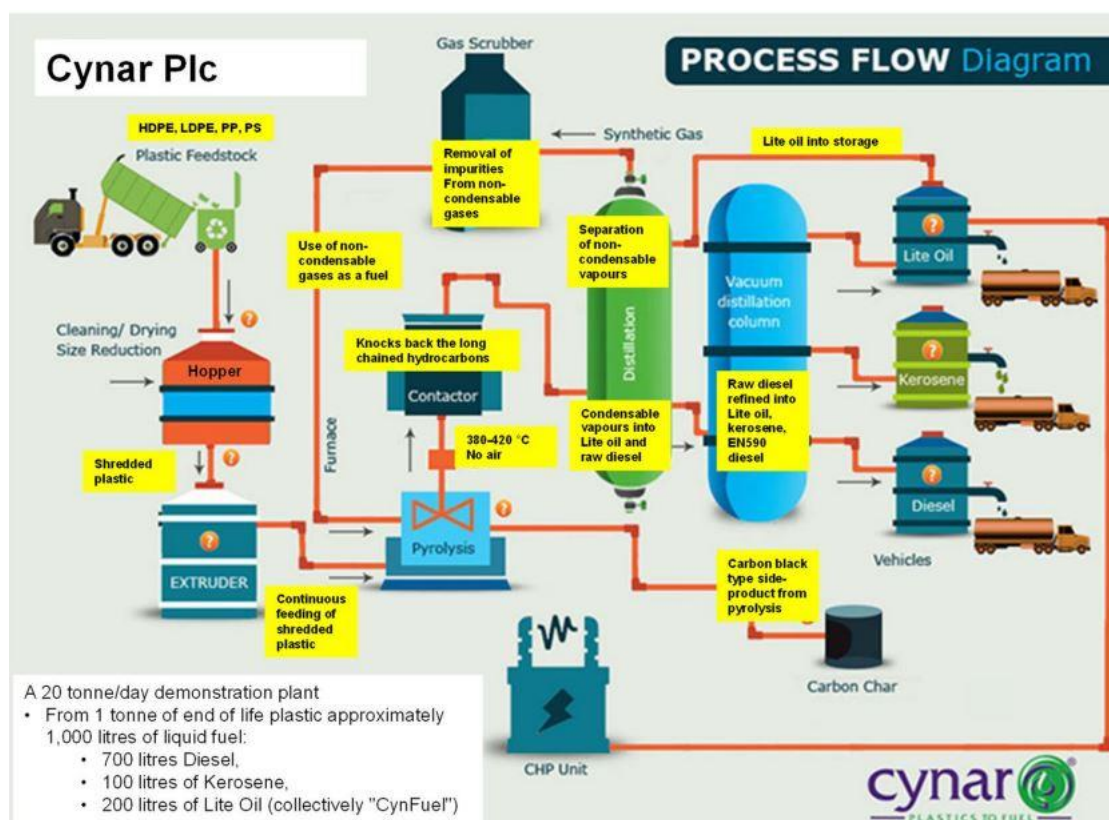 Cynar Plc
PROCESS FLOW Diagram
Gas Scrubber
Synthetic Gas
HDPE, LDPE, PP, PS
Plastic Feedstock
Removal of
impurities
From non-
condensable
gases
Lite oil into storage
Use of non-
condensable
gases as a fuel
Separation
of non-
condensable
vapours
?
Lite Oil
Vacuum
distillation
column
Cleaning/ Drying
Size Reduction
?
Hopper
Knocks back the long
chained hydrocarbons
Contactor
Distillation
?
Kerosene
Raw diesel
refined into
Lite oil,
kerosene,
EN590
diesel
Condensable
vapours into
Lite oil and
raw diesel
380-420 °C
No air
Furnace
Shredded
plastic
?
?
EXTRUDER
?
Pyrolysis
?
Diesel
Vehicles
Continuous
feeding of
shredded
plastic
Carbon black
type side-
product from
pyrolysis
Carbon Char
CHP Unit
A 20 tonne/day demonstration plant
• From 1 tonne of end of life plastic approximately
1,000 litres of liquid fuel:
• 700 litres Diesel,
• 100 litres of Kerosene,
• 200 litres of Lite Oil (collectively "CynFuel")
cynar®
PLASTICS TO FUEL